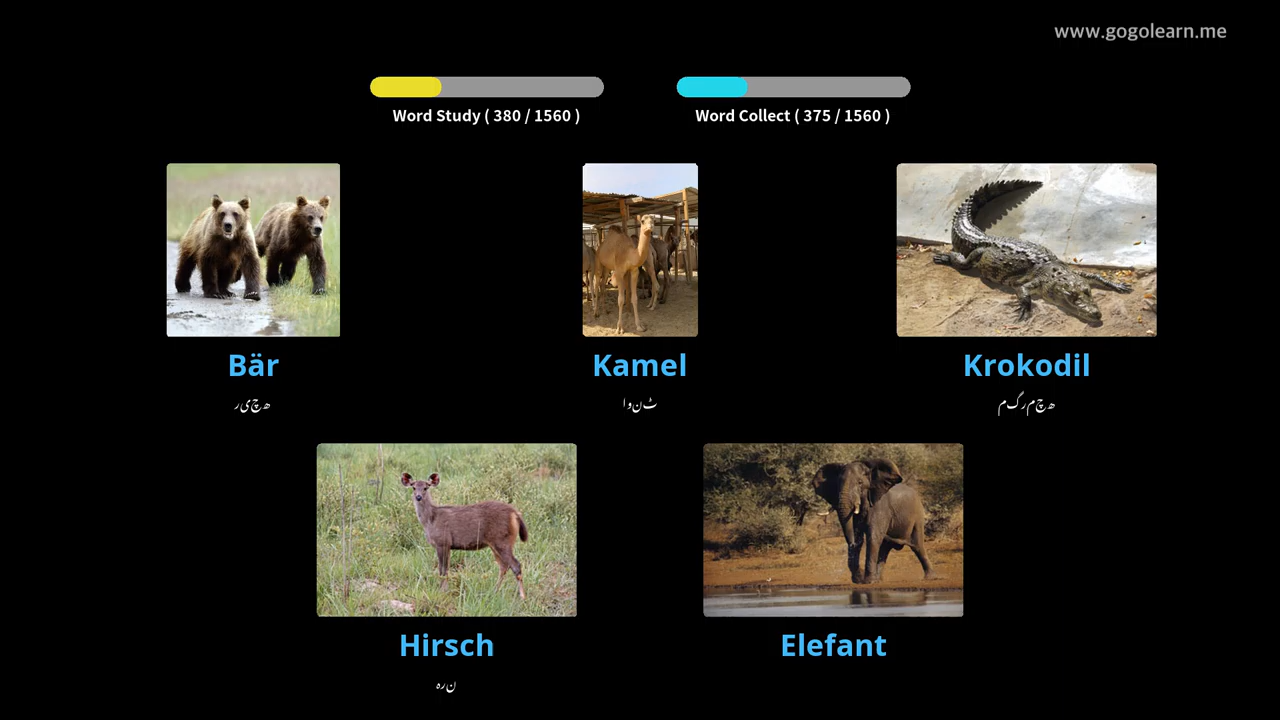 www.gogolearn.me
Word Study ( 380 / 1560 )
Word Collect ( 375 / 1560 )
Bär
Kamel
Krokodil
ھچیر
ٹنوا
ھچمرگم
Hirsch
Elefant
نرہ